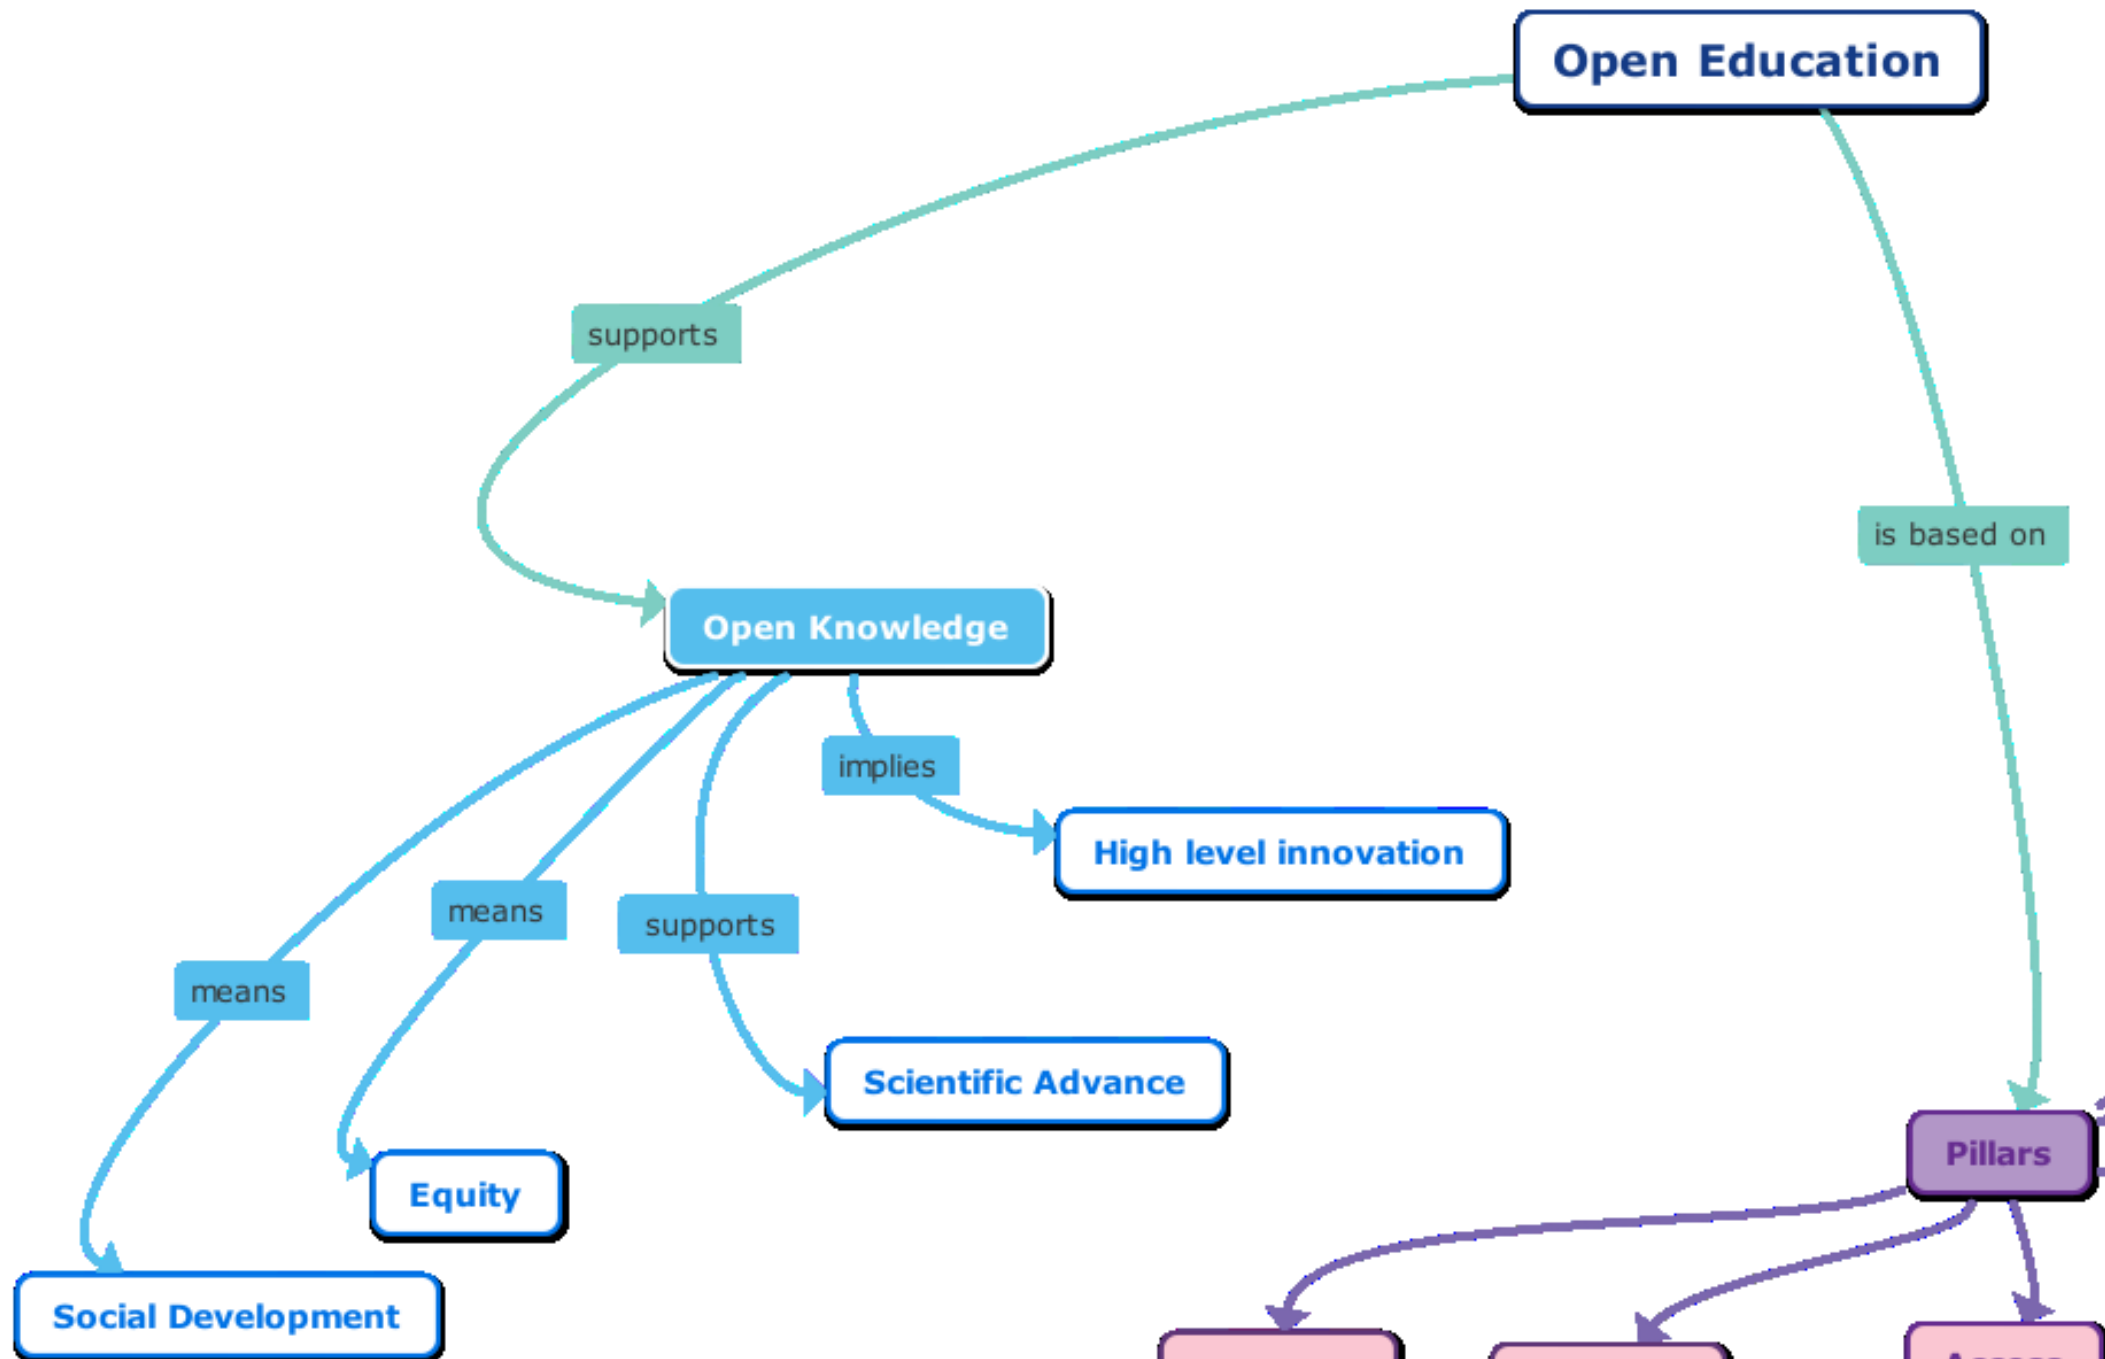 Open Education
supports
is based on
Open Knowledge
implies
High level innovation
means
supports
means
Scientific Advance
Pillars
Equity
Social Development